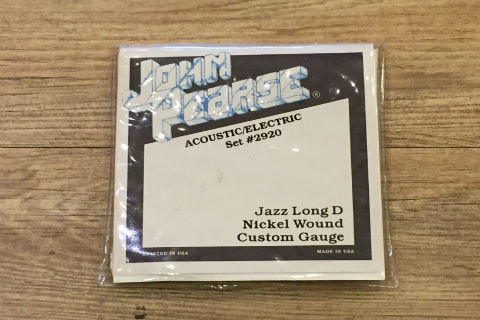 JOHN
PEARSE®
ACOUSTIC/ELECTRIC
Set #2920
Jazz Long D
Nickel Wound
Custom Gauge
PRINTED IN USA
MADE IN USA